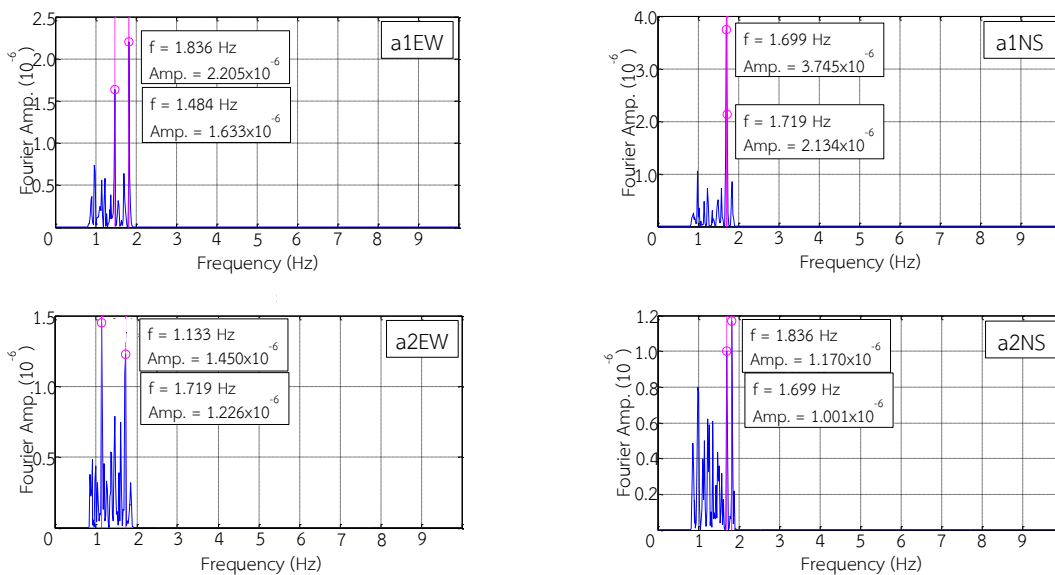 2.5
2.0
1.5
1.0
0.5
Fourier Amp. (10⁻⁶)
f = 1.836 Hz
Amp. = 2.205x10⁻⁶
f = 1.484 Hz
Amp. = 1.633x10⁻⁶
a1EW
0 1 2 3 4 5 6 7 8 9
Frequency (Hz)
4.0
3.0
2.0
1.0
Fourier Amp. (10⁻⁶)
f = 1.699 Hz
Amp. = 3.745x10⁻⁶
f = 1.719 Hz
Amp. = 2.134x10⁻⁶
a1NS
0 1 2 3 4 5 6 7 8 9
Frequency (Hz)
1.5
1.0
0.5
Fourier Amp. (10⁻⁶)
f = 1.133 Hz
Amp. = 1.450x10⁻⁶
f = 1.719 Hz
Amp. = 1.226x10⁻⁶
a2EW
0 1 2 3 4 5 6 7 8 9
Frequency (Hz)
1.2
1.0
0.8
0.6
0.4
0.2
Fourier Amp. (10⁻⁶)
f = 1.836 Hz
Amp. = 1.170x10⁻⁶
f = 1.699 Hz
Amp. = 1.001x10⁻⁶
a2NS
0 1 2 3 4 5 6 7 8 9
Frequency (Hz)